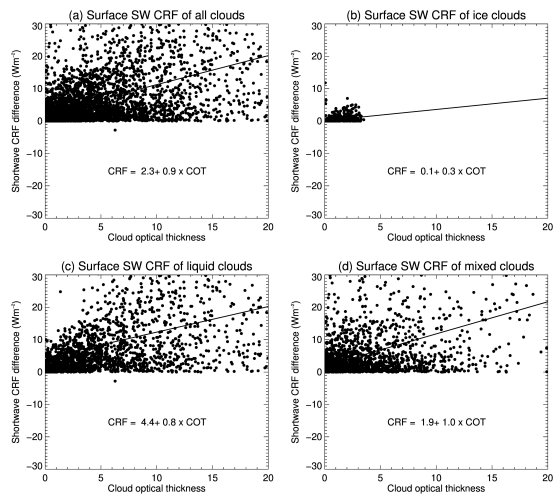 (a) Surface SW CRF of all clouds
Shortwave CRF difference (Wm⁻²)
30
20
10
0
−10
−20
−30
CRF = 2.3+ 0.9 x COT
0 5 10 15 20
Cloud optical thickness
(b) Surface SW CRF of ice clouds
Shortwave CRF difference (Wm⁻²)
30
20
10
0
−10
−20
−30
CRF = 0.1+ 0.3 x COT
0 5 10 15 20
Cloud optical thickness
(c) Surface SW CRF of liquid clouds
Shortwave CRF difference (Wm⁻²)
30
20
10
0
−10
−20
−30
CRF = 4.4+ 0.8 x COT
0 5 10 15 20
Cloud optical thickness
(d) Surface SW CRF of mixed clouds
Shortwave CRF difference (Wm⁻²)
30
20
10
0
−10
−20
−30
CRF = 1.9+ 1.0 x COT
0 5 10 15 20
Cloud optical thickness